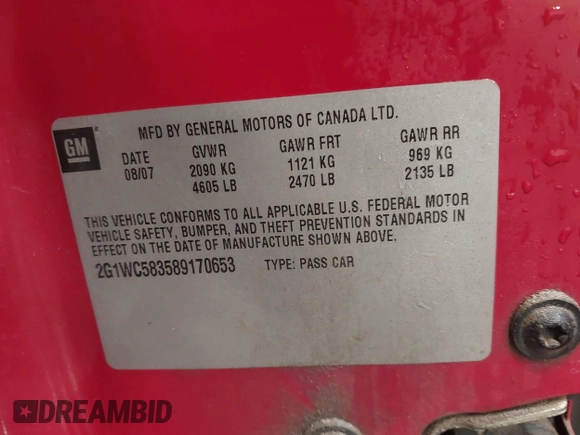 MFD BY GENERAL MOTORS OF CANADA LTD.
GM
DATE GVWR GAWR FRT GAWR RR
08/07 2090 KG 1121 KG 969 KG
4605 LB 2470 LB 2135 LB
THIS VEHICLE CONFORMS TO ALL APPLICABLE U.S. FEDERAL MOTOR
VEHICLE SAFETY, BUMPER, AND THEFT PREVENTION STANDARDS IN
EFFECT ON THE DATE OF MANUFACTURE SHOWN ABOVE.
2G1WC583589170653 TYPE: PASS CAR
DREAMBID